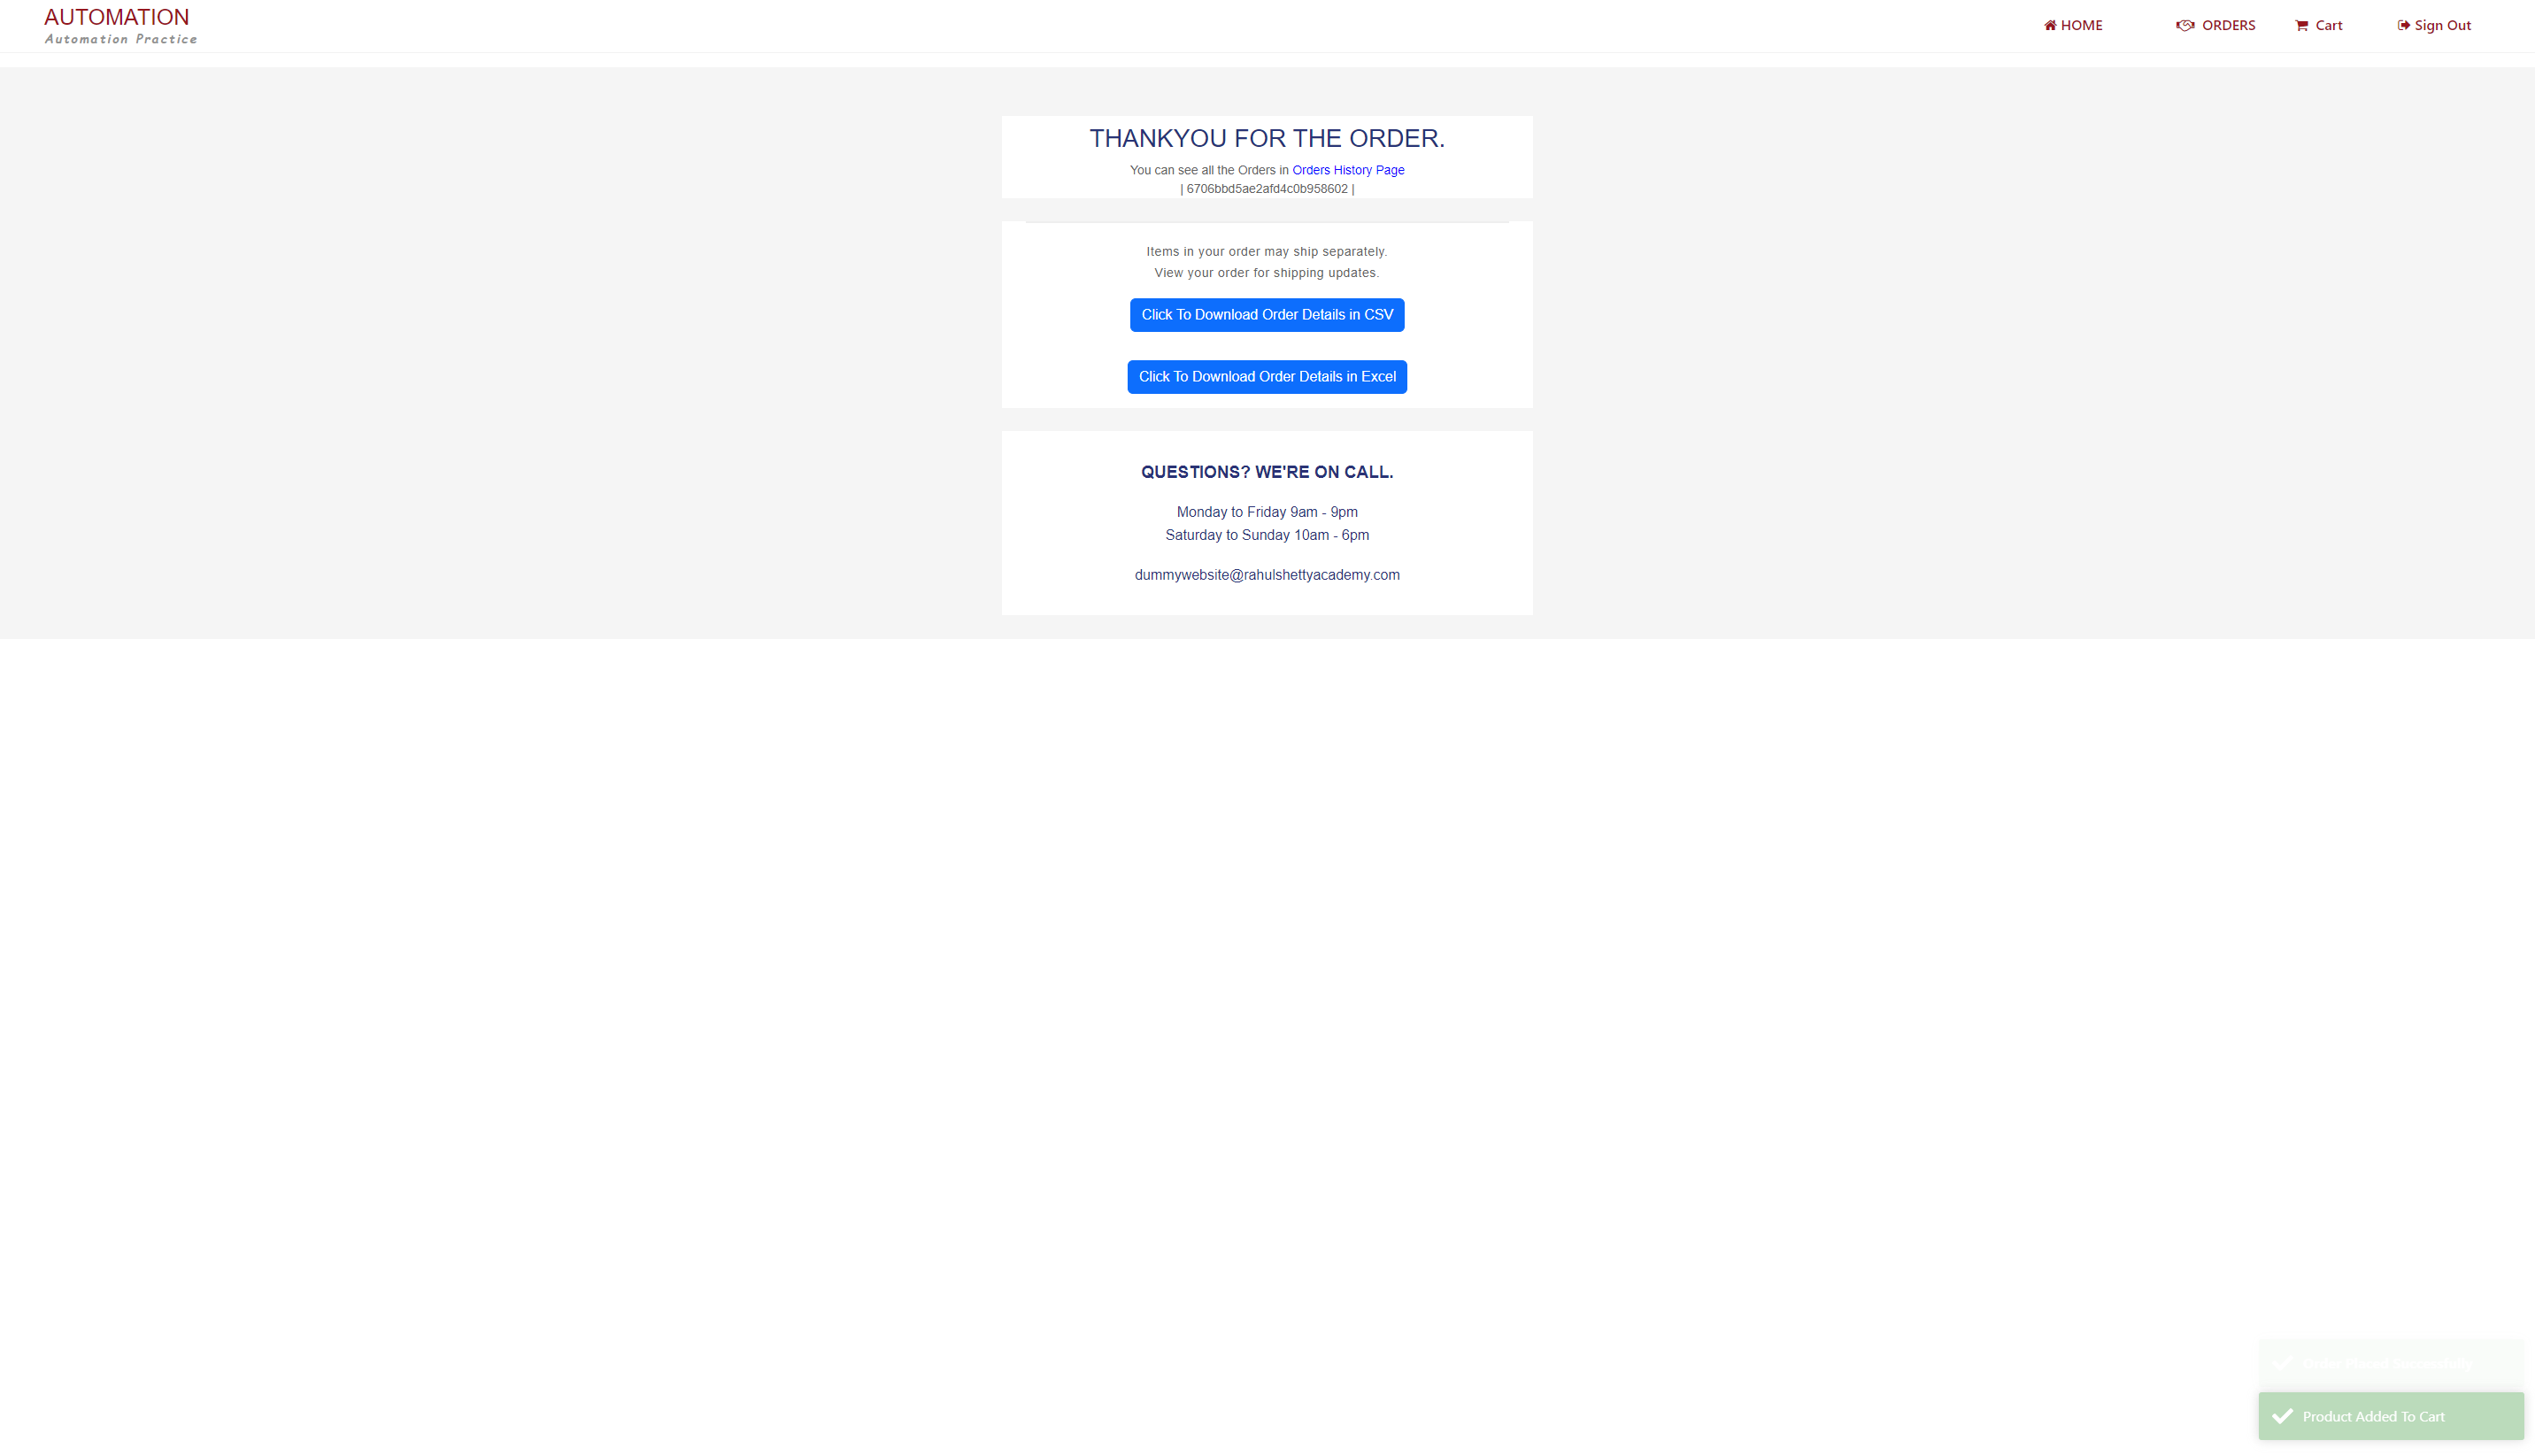 AUTOMATION
Automation Practice
HOME
ORDERS
Cart
Sign Out
THANKYOU FOR THE ORDER.
You can see all the Orders in Orders History Page
| 6706bbd5ae2afd4c0b958602 |
Items in your order may ship separately.
View your order for shipping updates.
Click To Download Order Details in CSV
Click To Download Order Details in Excel
QUESTIONS? WE'RE ON CALL.
Monday to Friday 9am - 9pm
Saturday to Sunday 10am - 6pm
dummywebsite@rahulshettyacademy.com
Product Added To Cart